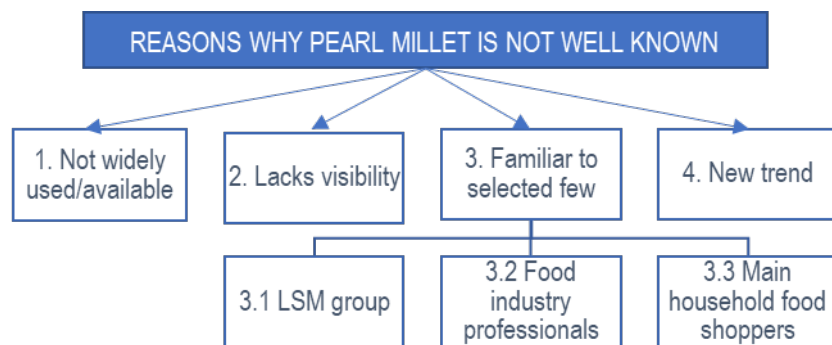 REASONS WHY PEARL MILLET IS NOT WELL KNOWN
1. Not widely
used/available
2. Lacks visibility
3. Familiar to
selected few
4. New trend
3.1 LSM group
3.2 Food
industry
professionals
3.3 Main
household food
shoppers